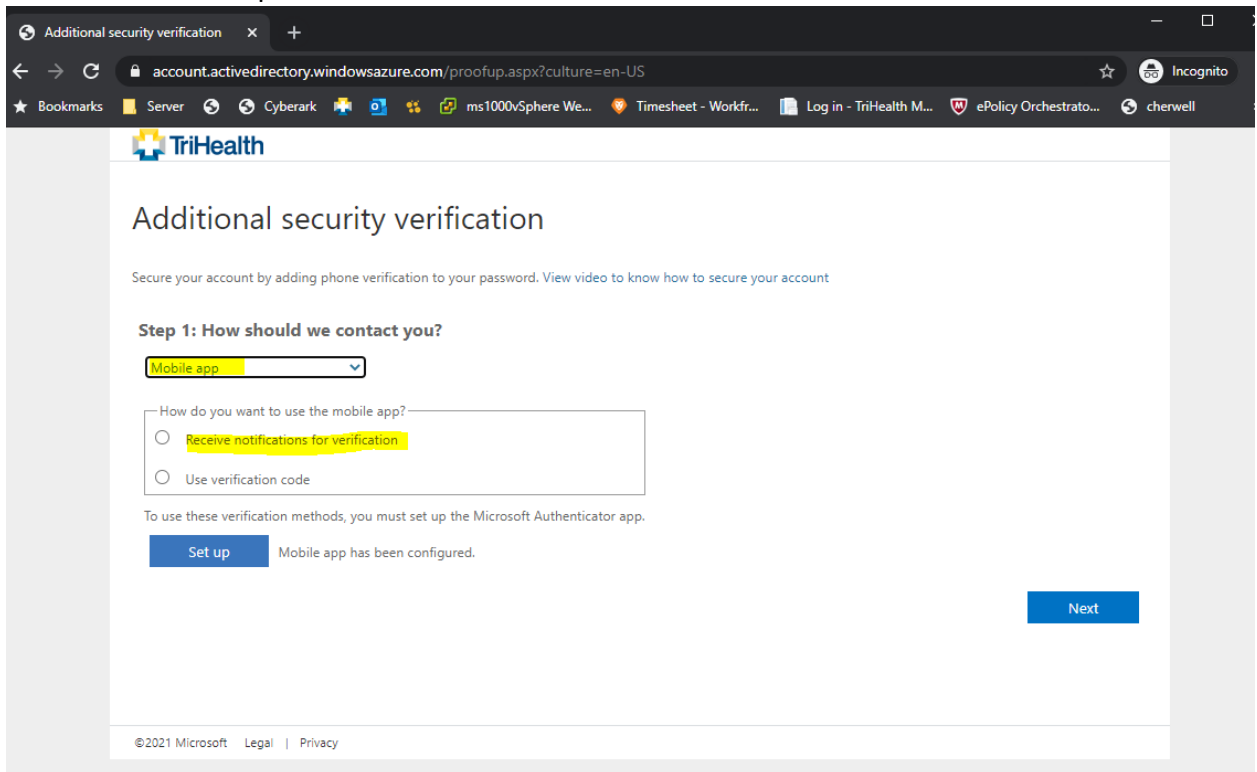 Additional security verification
account.activedirectory.windowsazure.com/proofup.aspx?culture=en-US
Incognito
Bookmarks Server Cyberark ms1000vSphere We... Timesheet - Workfr... Log in - TriHealth M... ePolicy Orchestrato... cherwell
TriHealth
Additional security verification
Secure your account by adding phone verification to your password. View video to know how to secure your account
Step 1: How should we contact you?
Mobile app
How do you want to use the mobile app?
Receive notifications for verification
Use verification code
To use these verification methods, you must set up the Microsoft Authenticator app.
Set up Mobile app has been configured.
Next
©2021 Microsoft Legal | Privacy